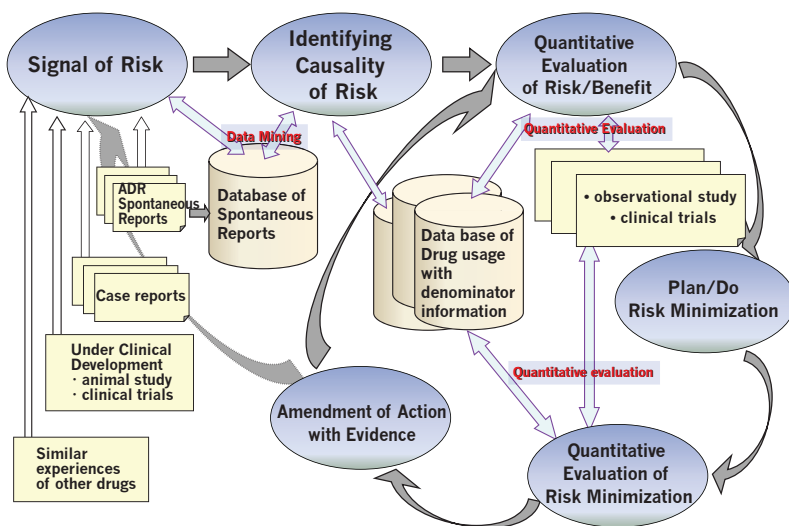 Signal of Risk
Identifying
Causality
of Risk
Quantitative
Evaluation
of Risk/Benefit
Data Mining
Quantitative Evaluation
ADR
Spontaneous
Reports
Database of
Spontaneous
Reports
• observational study
• clinical trials
Data base of
Drug usage
with
denominator
information
Plan/Do
Risk Minimization
Case reports
Under Clinical
Development
· animal study
· clinical trials
Quantitative evaluation
Amendment of Action
with Evidence
Similar
experiences
of other drugs
Quantitative
Evaluation of
Risk Minimization